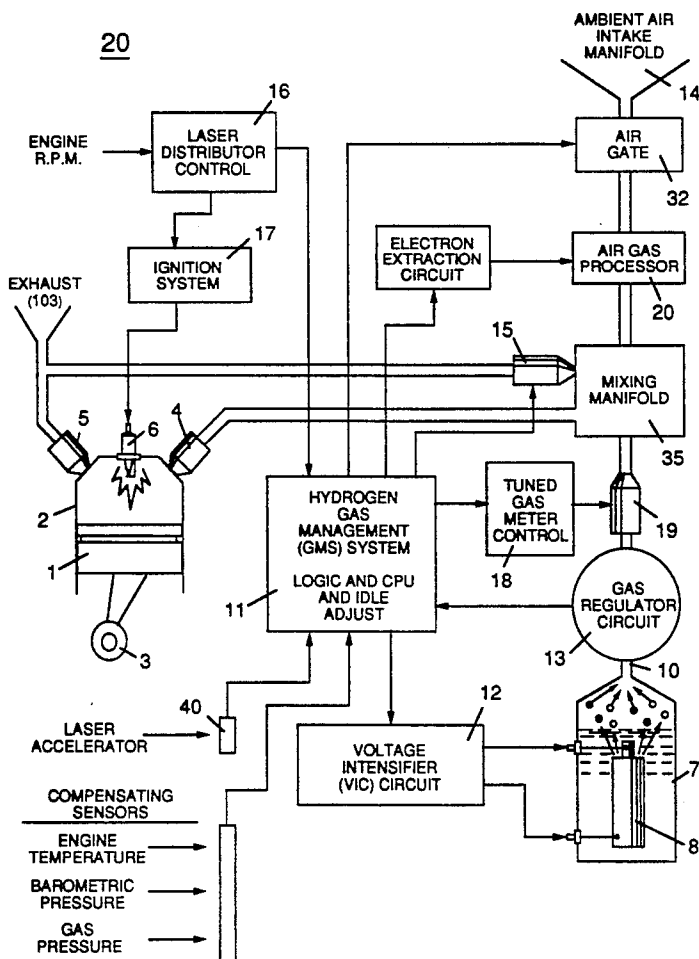 20
AMBIENT AIR
INTAKE
MANIFOLD
14
16
ENGINE
R.P.M.
LASER
DISTRIBUTOR
CONTROL
AIR
GATE
32
17
IGNITION
SYSTEM
ELECTRON
EXTRACTION
CIRCUIT
AIR GAS
PROCESSOR
20
EXHAUST
(103)
15
MIXING
MANIFOLD
35
5
6
4
2
1
3
HYDROGEN
GAS
MANAGEMENT
(GMS) SYSTEM
LOGIC AND CPU
AND IDLE
ADJUST
11
TUNED
GAS
METER
CONTROL
18
19
GAS
REGULATOR
CIRCUIT
13
10
40
LASER
ACCELERATOR
12
VOLTAGE
INTENSIFIER
(VIC) CIRCUIT
7
8
COMPENSATING
SENSORS
ENGINE
TEMPERATURE
BAROMETRIC
PRESSURE
GAS
PRESSURE